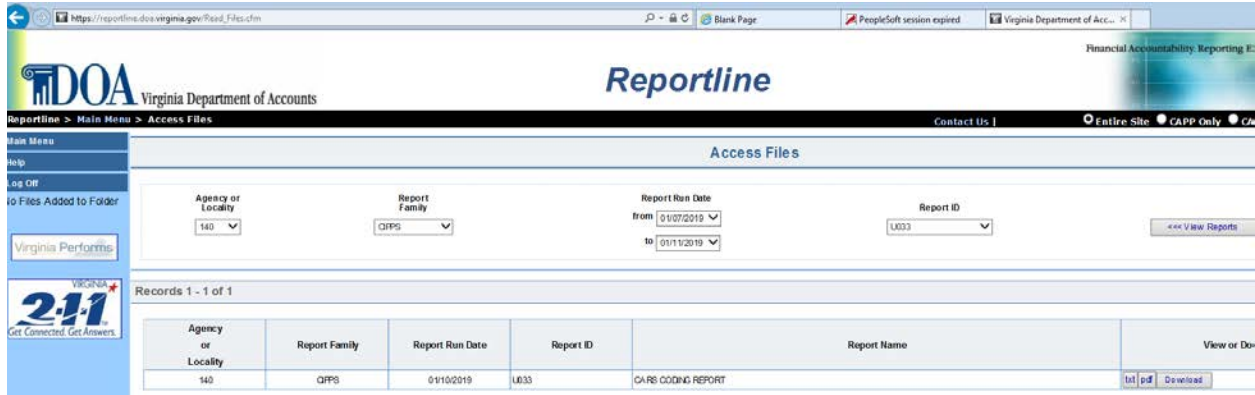 https://reportline.doa.virginia.gov/Read_Files.cfm
Blank Page
PeopleSoft session expired
Virginia Department of Acc...
Financial Accountability. Reporting
DOA Virginia Department of Accounts
Reportline
Reportline > Main Menu > Access Files
Contact Us |
Entire Site CAPP Only
Main Menu
Help
Log Off
No Files Added to Folder
Virginia Performs
VIRGINIA
2-1-1
Get Connected. Get Answers.
Access Files
Agency or
Locality
140
Report
Family
CIPPS
Report Run Date
from 01/07/2019
to 01/11/2019
Report ID
U033
<<< View Reports
Records 1 - 1 of 1
Agency
or
Locality
Report Family
Report Run Date
Report ID
Report Name
View or
140
CIPPS
01/10/2019
U033
CARS CODING REPORT
txt pdf Download